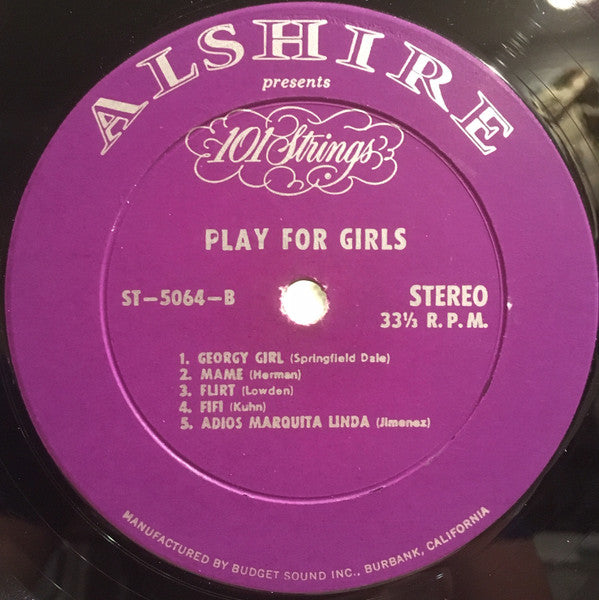 ALSHIRE
presents
101 Strings
PLAY FOR GIRLS
ST-5064-B
STEREO
33⅓ R.P.M.
1. GEORGY GIRL (Springfield Dale)
2. MAME (Herman)
3. FLIRT (Lowden)
4. FIFI (Kuhn)
5. ADIOS MARQUITA LINDA (Jimenez)
MANUFACTURED BY BUDGET SOUND INC., BURBANK, CALIFORNIA